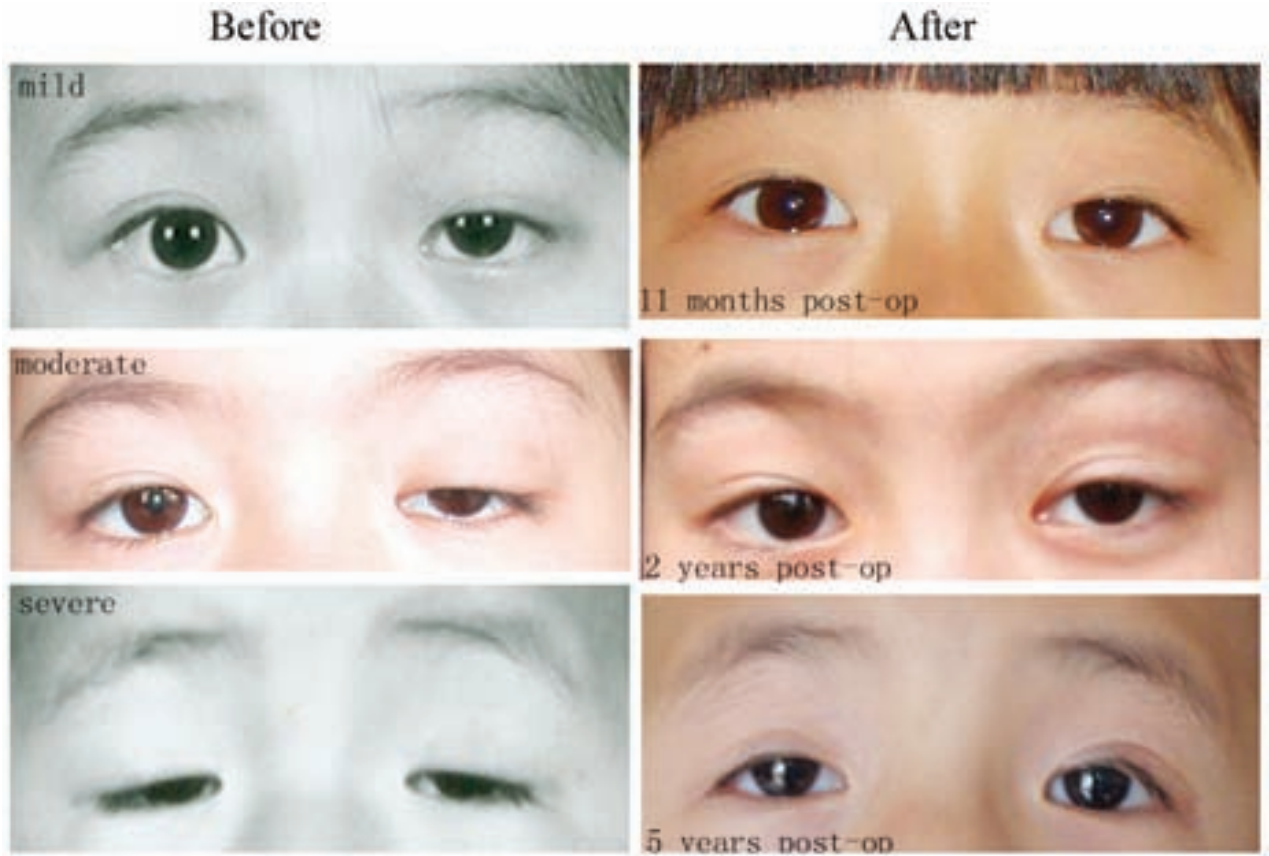 Before
After
mild
11 months post-op
moderate
2 years post-op
severe
5 years post-op